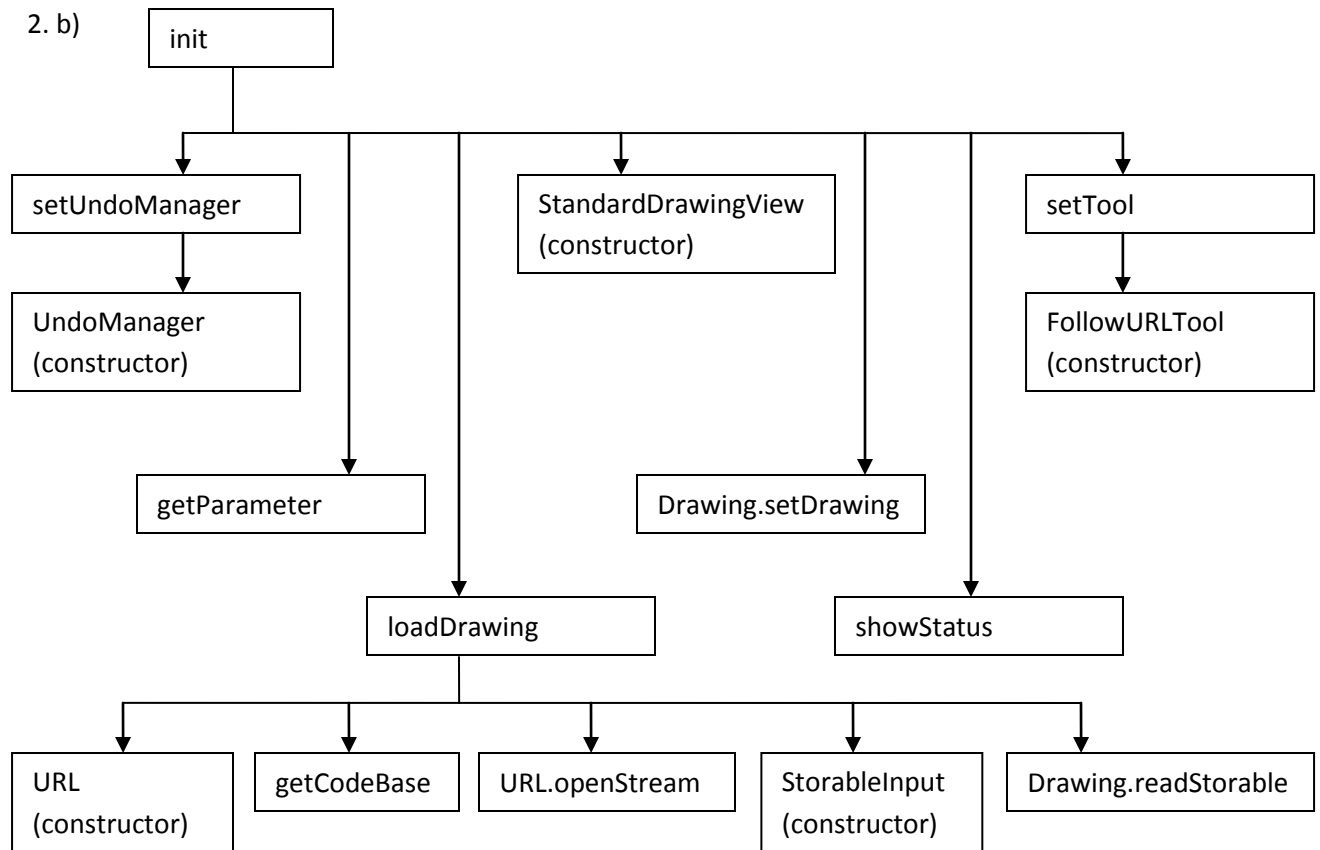 2. b)
init
setUndoManager
StandardDrawingView
(constructor)
setTool
UndoManager
(constructor)
FollowURLTool
(constructor)
getParameter
Drawing.setDrawing
loadDrawing
showStatus
URL
(constructor)
getCodeBase
URL.openStream
StorableInput
(constructor)
Drawing.readStorable